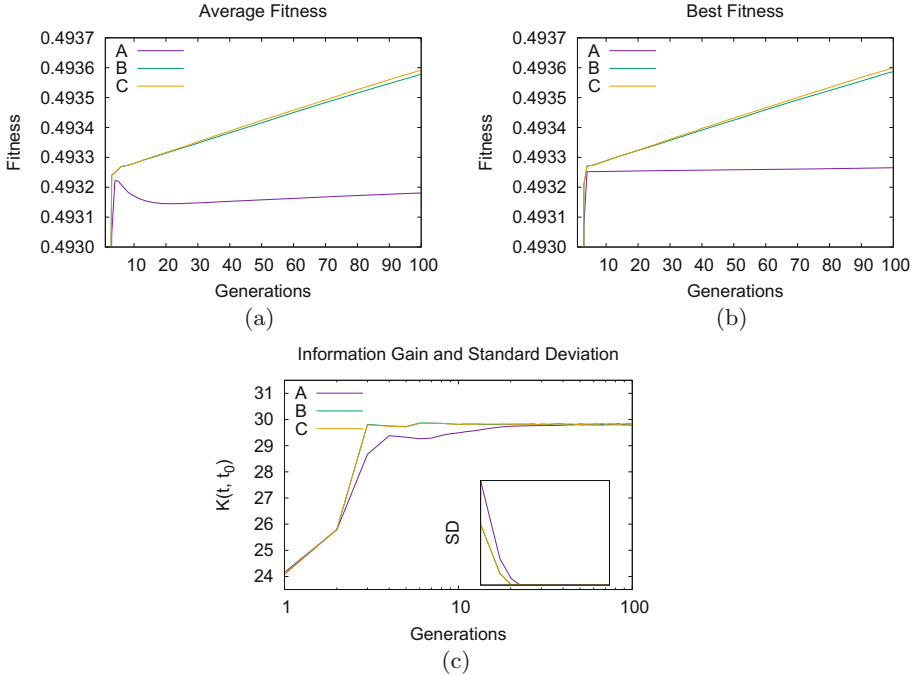 Average Fitness
0.4937
0.4936
0.4935
0.4934
0.4933
0.4932
0.4931
0.4930
Fitness
A
B
C
10 20 30 40 50 60 70 80 90 100
Generations
(a)
Best Fitness
0.4937
0.4936
0.4935
0.4934
0.4933
0.4932
0.4931
0.4930
Fitness
A
B
C
10 20 30 40 50 60 70 80 90 100
Generations
(b)
Information Gain and Standard Deviation
31
30
29
28
27
26
25
24
K(t, t0)
A
B
C
SD
1 10 100
Generations
(c)